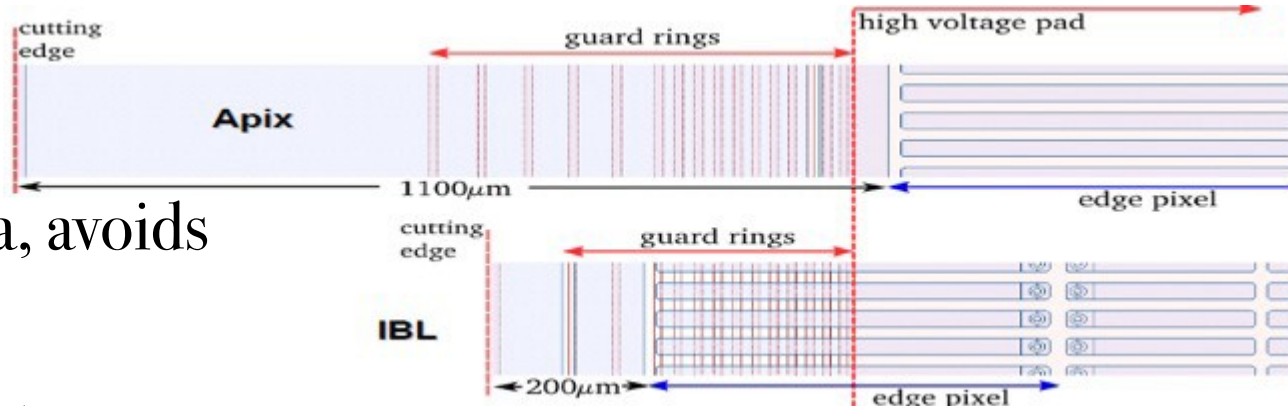 cutting
edge
guard rings
high voltage pad
Apix
1100μm
edge pixel
a, avoids
cutting
edge
guard rings
IBL
200μm
edge pixel